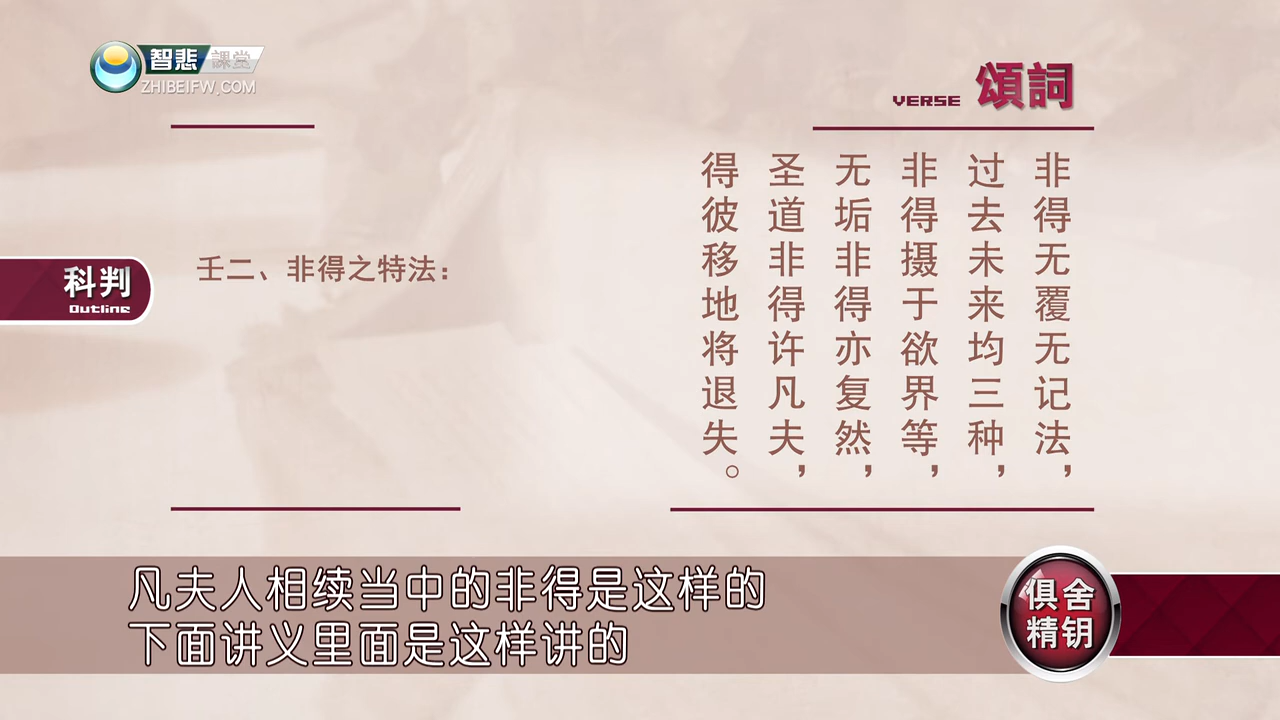 智悲 課堂
ZHIBEIFW.COM
VERSE 頌詞
非得无覆无记法，
过去未来均三种，
非得摄于欲界等，
无垢非得亦复然，
圣道非得许凡夫，
得彼移地将退失。
科判
Outline
壬二、非得之特法：
凡夫人相续当中的非得是这样的
下面讲义里面是这样讲的
俱舍
精钥